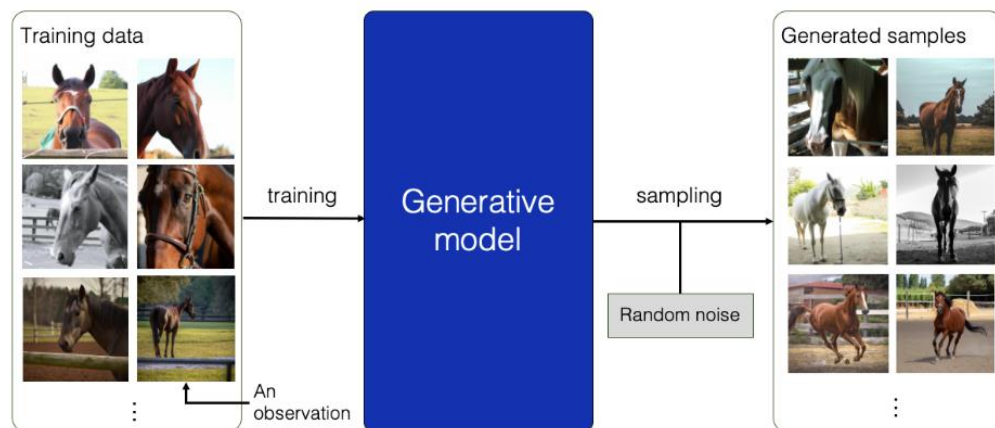 Training data
training
An
observation
Generative
model
sampling
Random noise
Generated samples